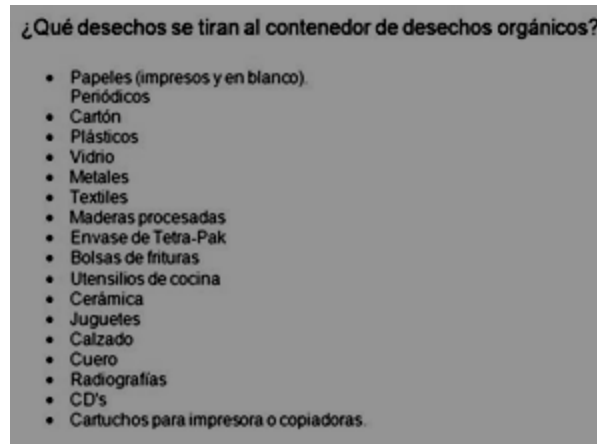 ¿Qué desechos se tiran al contenedor de desechos orgánicos?
• Papeles (impresos y en blanco).
Periódicos
• Cartón
• Plásticos
• Vidrio
• Metales
• Textiles
• Maderas procesadas
• Envase de Tetra-Pak
• Bolsas de frituras
• Utensilios de cocina
• Cerámica
• Juguetes
• Calzado
• Cuero
• Radiografías
• CD's
• Cartuchos para impresora o copiadoras.